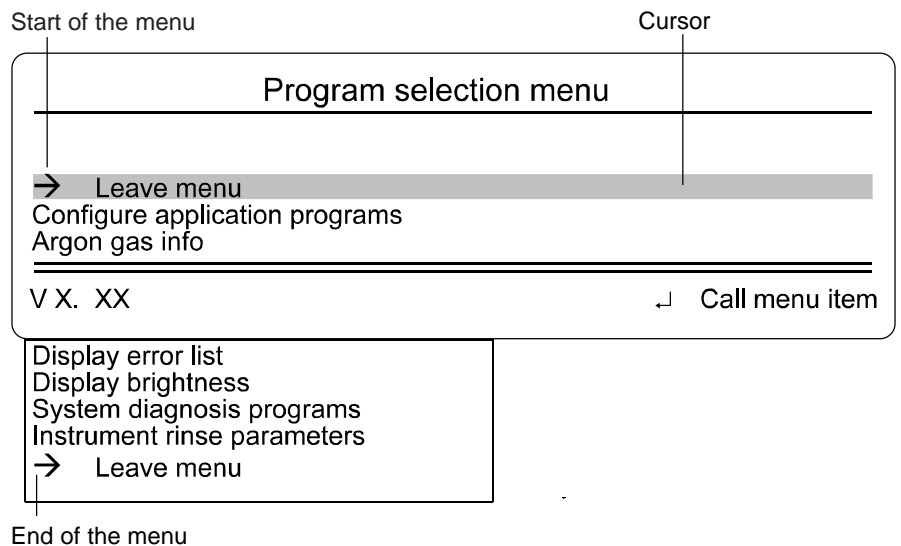 Start of the menu
Cursor
Program selection menu
→ Leave menu
Configure application programs
Argon gas info
V X. XX
↵ Call menu item
Display error list
Display brightness
System diagnosis programs
Instrument rinse parameters
→ Leave menu
End of the menu